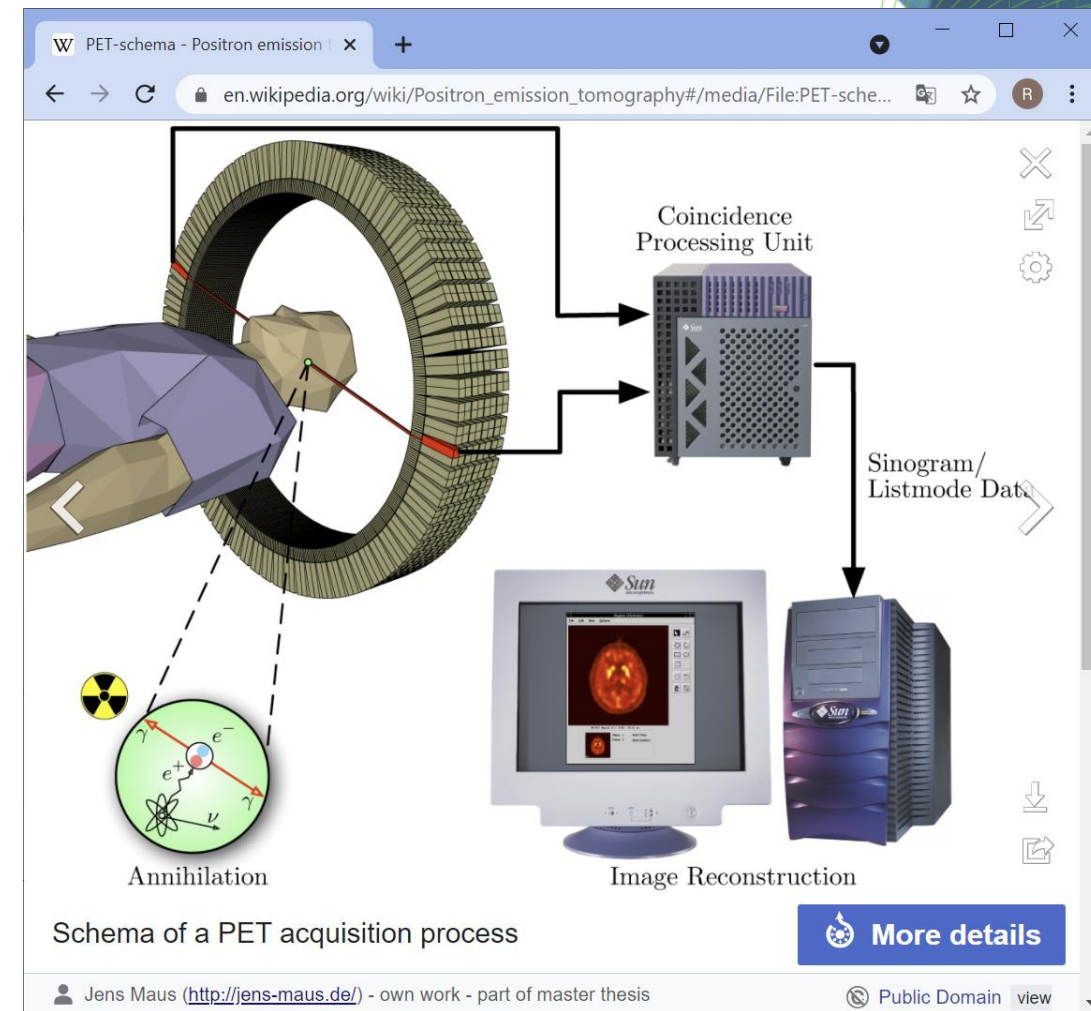 W PET-schema - Positron emission t
en.wikipedia.org/wiki/Positron_emission_tomography#/media/File:PET-sche...
R
Coincidence
Processing Unit
Sun
Sinogram/
Listmode Data
Sun
Sun
γ
e⁻
e⁺
γ
ν
Annihilation
Image Reconstruction
Schema of a PET acquisition process
More details
Jens Maus (http://jens-maus.de/) - own work - part of master thesis
Public Domain view